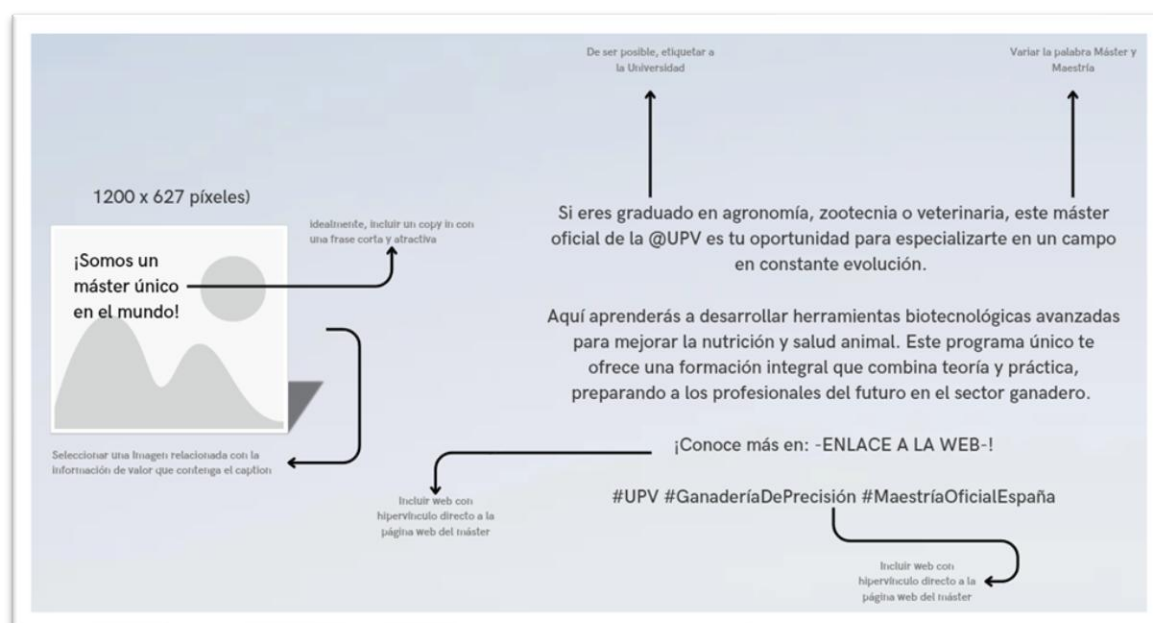 De ser posible, etiquetar a
la Universidad
Variar la palabra Máster y
Maestría
1200 x 627 píxeles)
idealmente, incluir un copy in con
una frase corta y atractiva
¡Somos un
máster único
en el mundo!
Seleccionar una Imagen relacionada con la
información de valor que contenga el caption
Si eres graduado en agronomía, zootecnia o veterinaria, este máster
oficial de la @UPV es tu oportunidad para especializarte en un campo
en constante evolución.
Aquí aprenderás a desarrollar herramientas biotecnológicas avanzadas
para mejorar la nutrición y salud animal. Este programa único te
ofrece una formación integral que combina teoría y práctica,
preparando a los profesionales del futuro en el sector ganadero.
¡Conoce más en: -ENLACE A LA WEB-!
#UPV #GanaderíaDePrecisión #MaestríaOficialEspaña
Incluir web con
hipervínculo directo a la
página web del máster
Incluir web con
hipervínculo directo a la
página web del máster